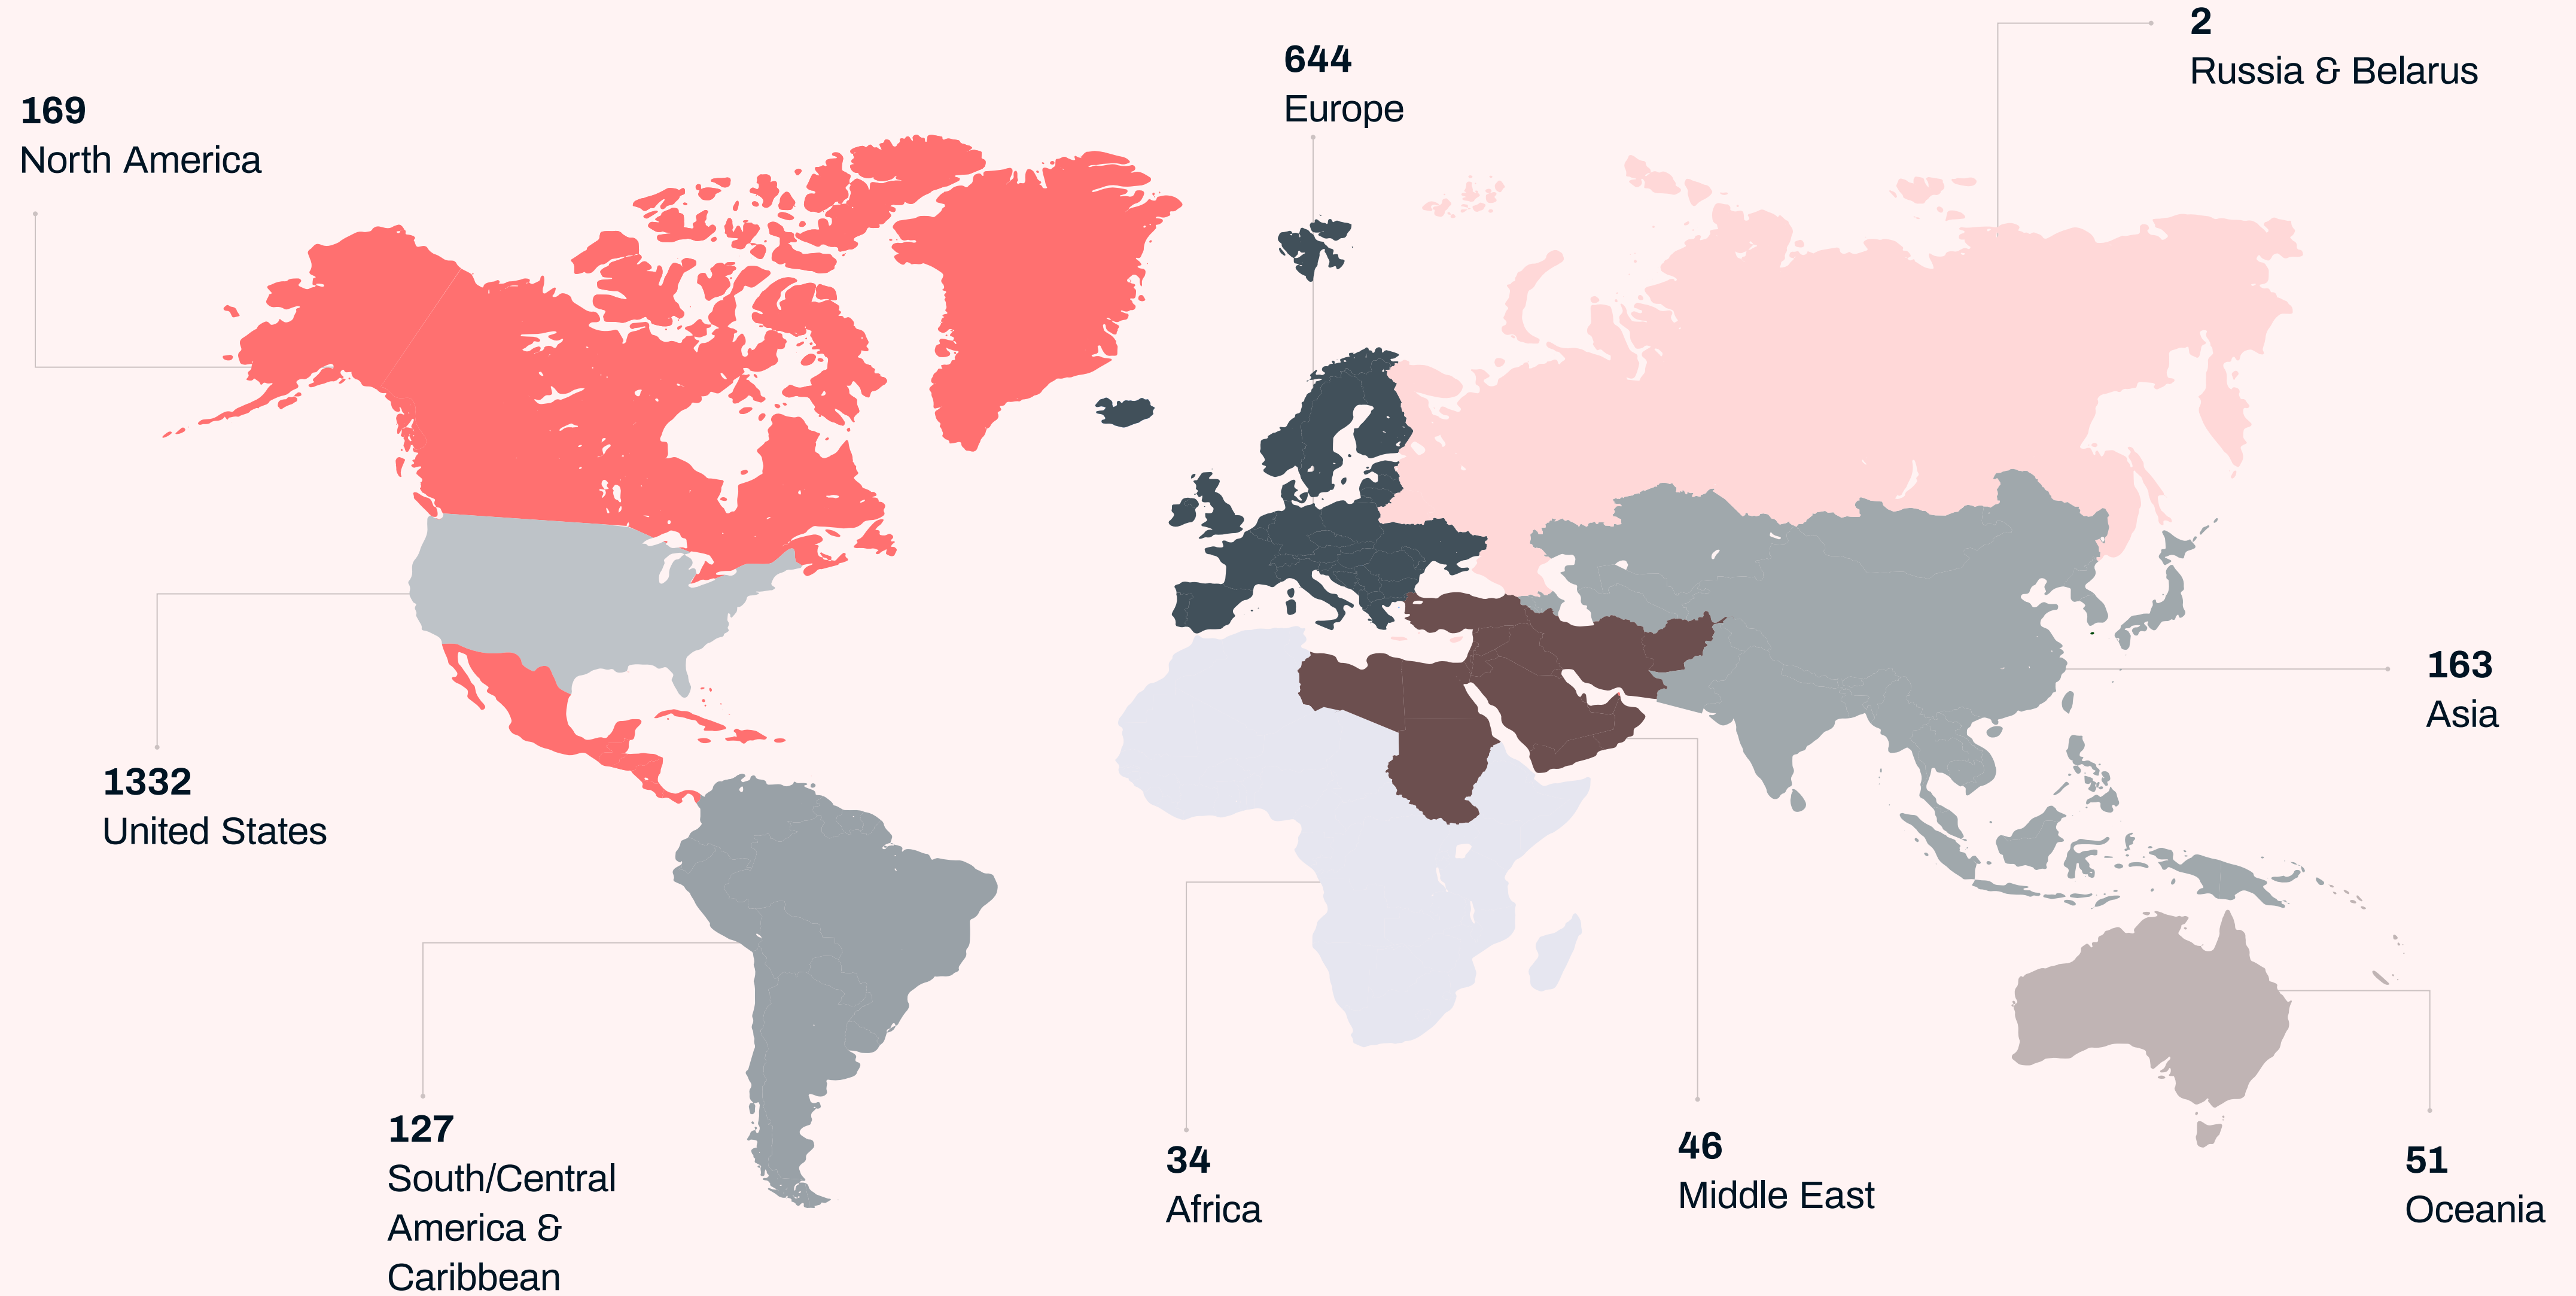 2
Russia & Belarus
644
Europe
169
North America
163
Asia
1332
United States
127
South/Central
America &
Caribbean
34
Africa
46
Middle East
51
Oceania